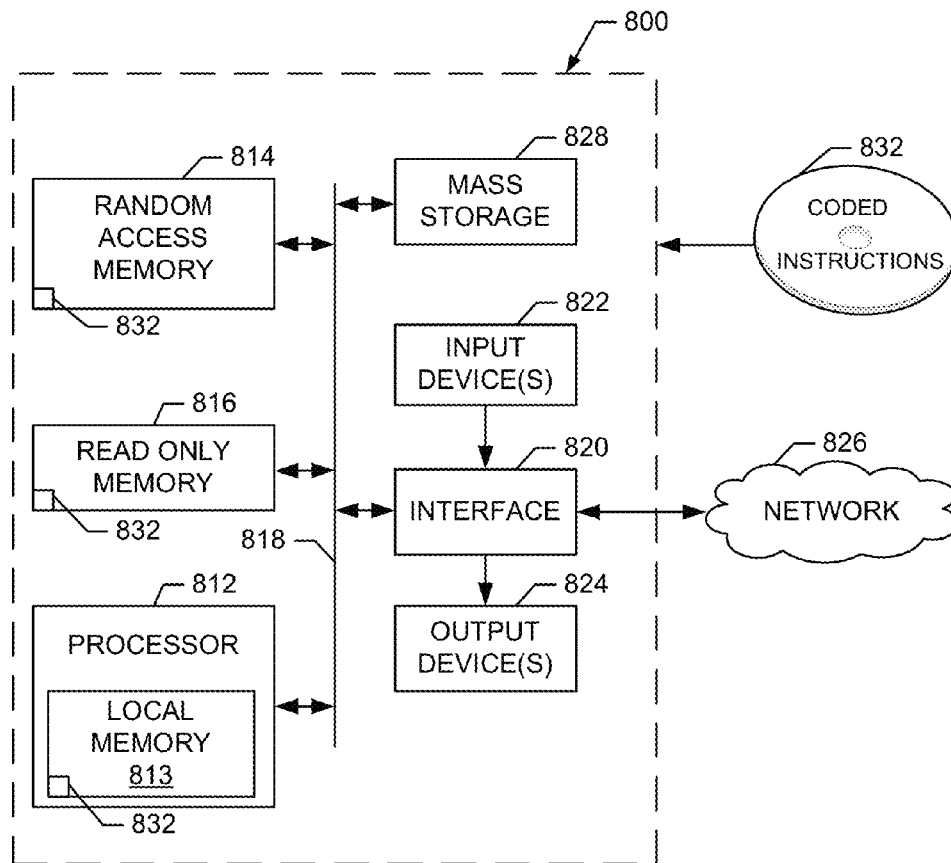 800
814
RANDOM
ACCESS
MEMORY
832
828
MASS
STORAGE
832
CODED
INSTRUCTIONS
822
INPUT
DEVICE(S)
816
READ ONLY
MEMORY
832
820
INTERFACE
826
NETWORK
818
812
PROCESSOR
LOCAL
MEMORY
813
832
824
OUTPUT
DEVICE(S)